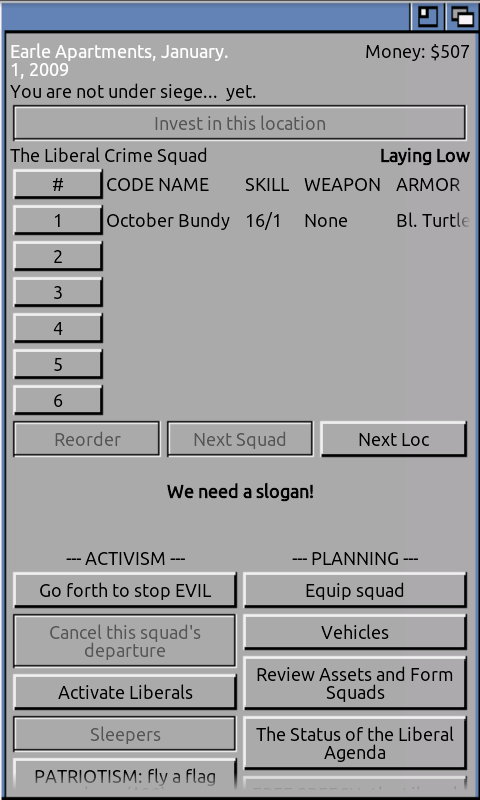 Earle Apartments, January. Money: $507
1, 2009
You are not under siege... yet.
Invest in this location
The Liberal Crime Squad Laying Low
# CODE NAME SKILL WEAPON ARMOR
1 October Bundy 16/1 None Bl. Turtle
2
3
4
5
6
Reorder Next Squad Next Loc
We need a slogan!
--- ACTIVISM --- --- PLANNING ---
Go forth to stop EVIL Equip squad
Cancel this squad's
departure
Vehicles
Activate Liberals
Review Assets and Form
Squads
Sleepers
The Status of the Liberal
Agenda
PATRIOTISM: fly a flag